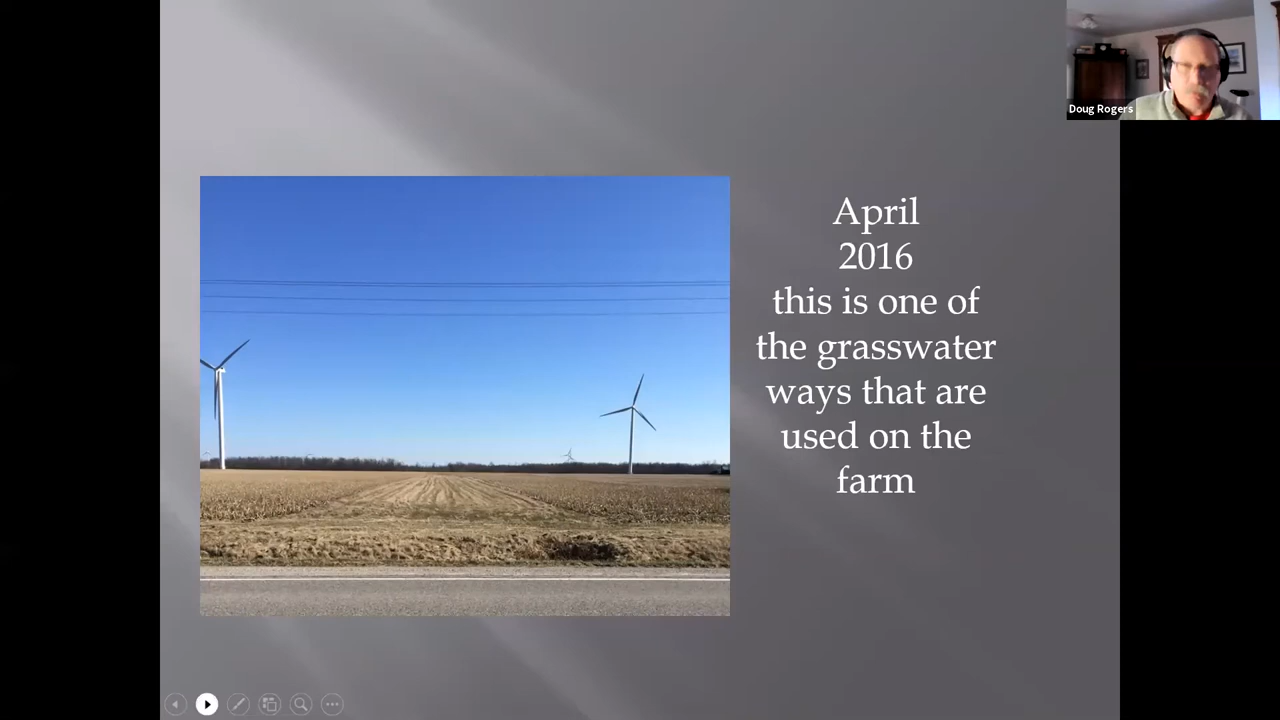 Doug Rogers
April
2016
this is one of
the grasswater
ways that are
used on the
farm